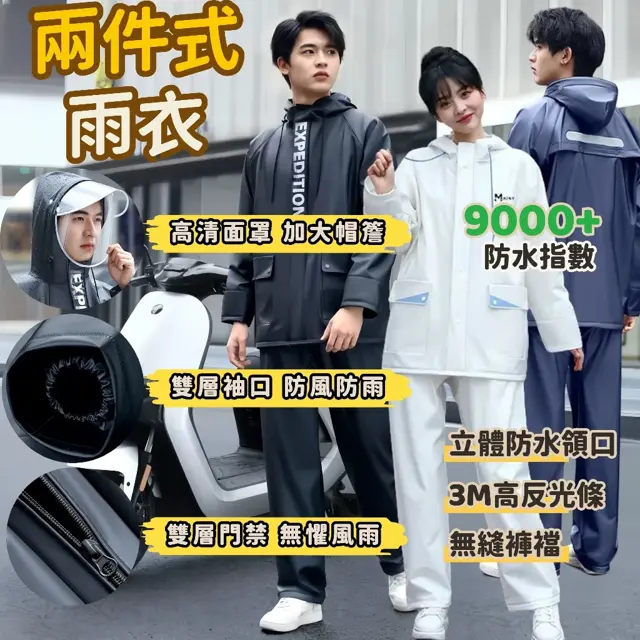 兩件式
雨衣
EXPEDITION
9000+
防水指數
高清面罩 加大帽簷
雙層袖口 防風防雨
立體防水領口
3M高反光條
無縫褲襠
雙層門禁 無懼風雨